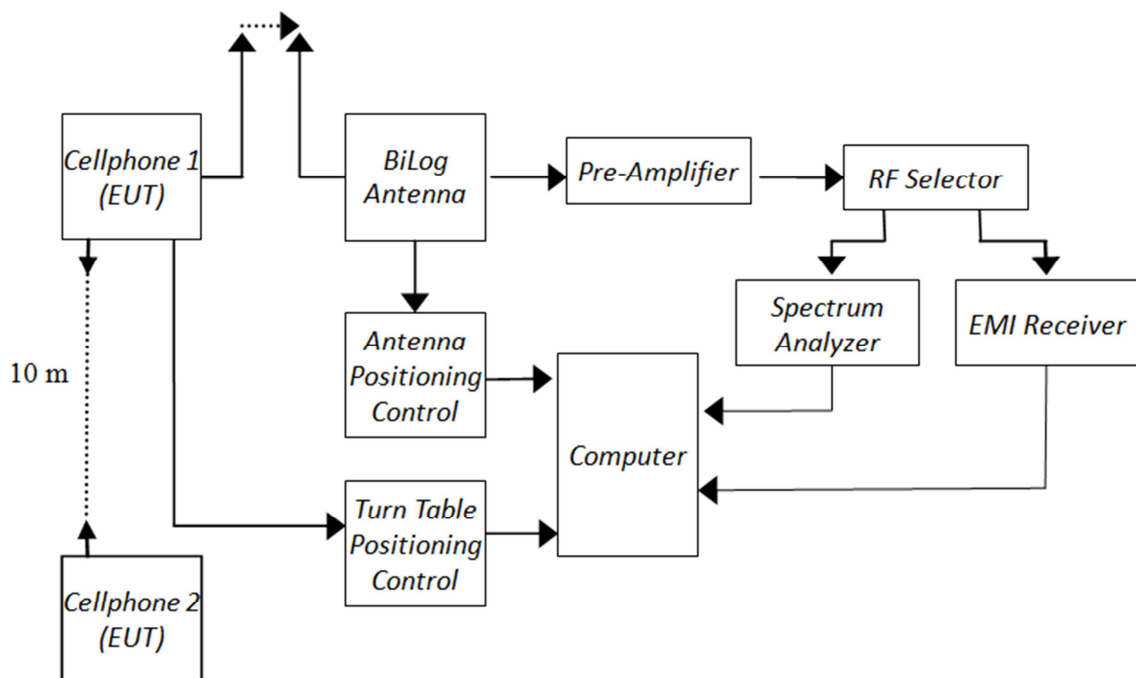 Cellphone 1
(EUT)
BiLog
Antenna
Pre-Amplifier
RF Selector
Spectrum
Analyzer
EMI Receiver
Antenna
Positioning
Control
10 m
Computer
Turn Table
Positioning
Control
Cellphone 2
(EUT)